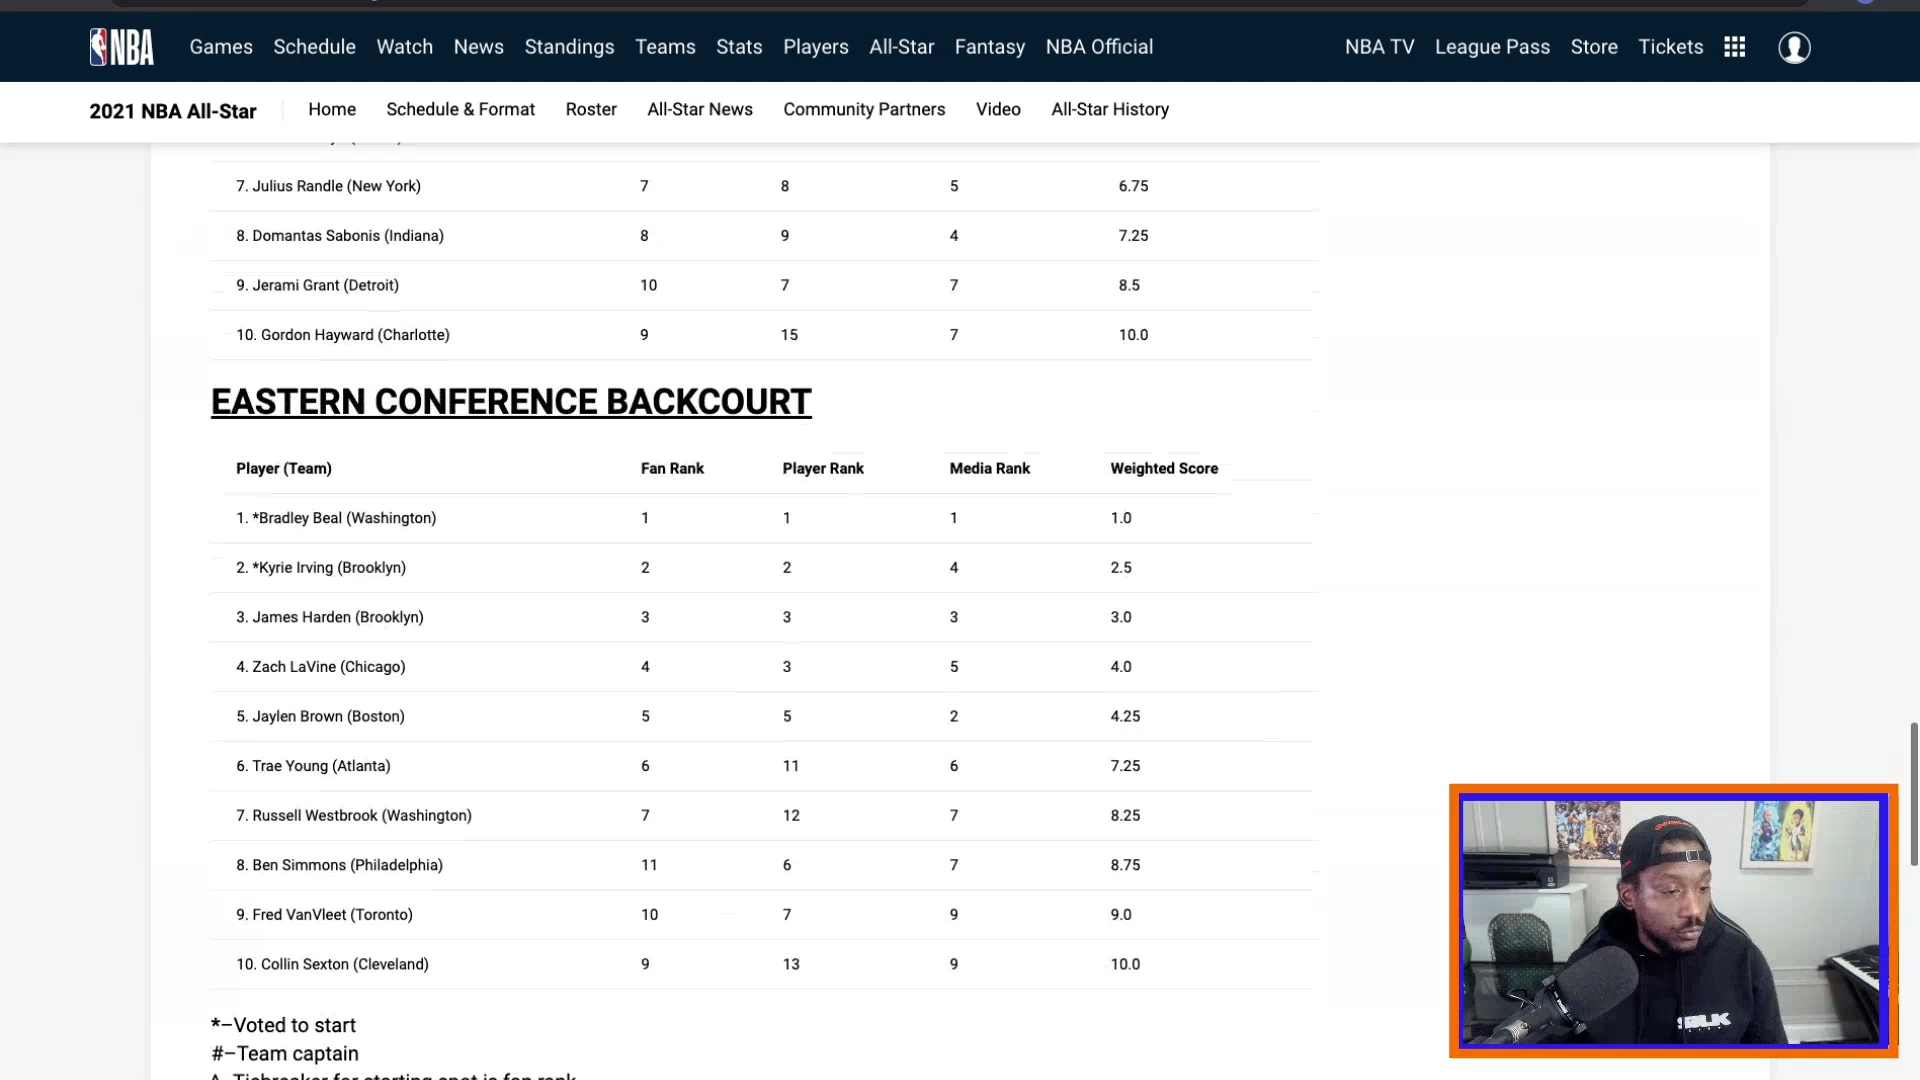 NBA Games Schedule Watch News Standings Teams Stats Players All-Star Fantasy NBA Official NBA TV League Pass Store Tickets
2021 NBA All-Star Home Schedule & Format Roster All-Star News Community Partners Video All-Star History
7. Julius Randle (New York) 7 8 5 6.75
8. Domantas Sabonis (Indiana) 8 9 4 7.25
9. Jerami Grant (Detroit) 10 7 7 8.5
10. Gordon Hayward (Charlotte) 9 15 7 10.0
EASTERN CONFERENCE BACKCOURT
Player (Team) Fan Rank Player Rank Media Rank Weighted Score
1. *Bradley Beal (Washington) 1 1 1 1.0
2. *Kyrie Irving (Brooklyn) 2 2 4 2.5
3. James Harden (Brooklyn) 3 3 3 3.0
4. Zach LaVine (Chicago) 4 3 5 4.0
5. Jaylen Brown (Boston) 5 5 2 4.25
6. Trae Young (Atlanta) 6 11 6 7.25
7. Russell Westbrook (Washington) 7 12 7 8.25
8. Ben Simmons (Philadelphia) 11 6 7 8.75
9. Fred VanVleet (Toronto) 10 7 9 9.0
10. Collin Sexton (Cleveland) 9 13 9 10.0
*–Voted to start
#–Team captain
^–Tiebreaker for starting spot is fan rank